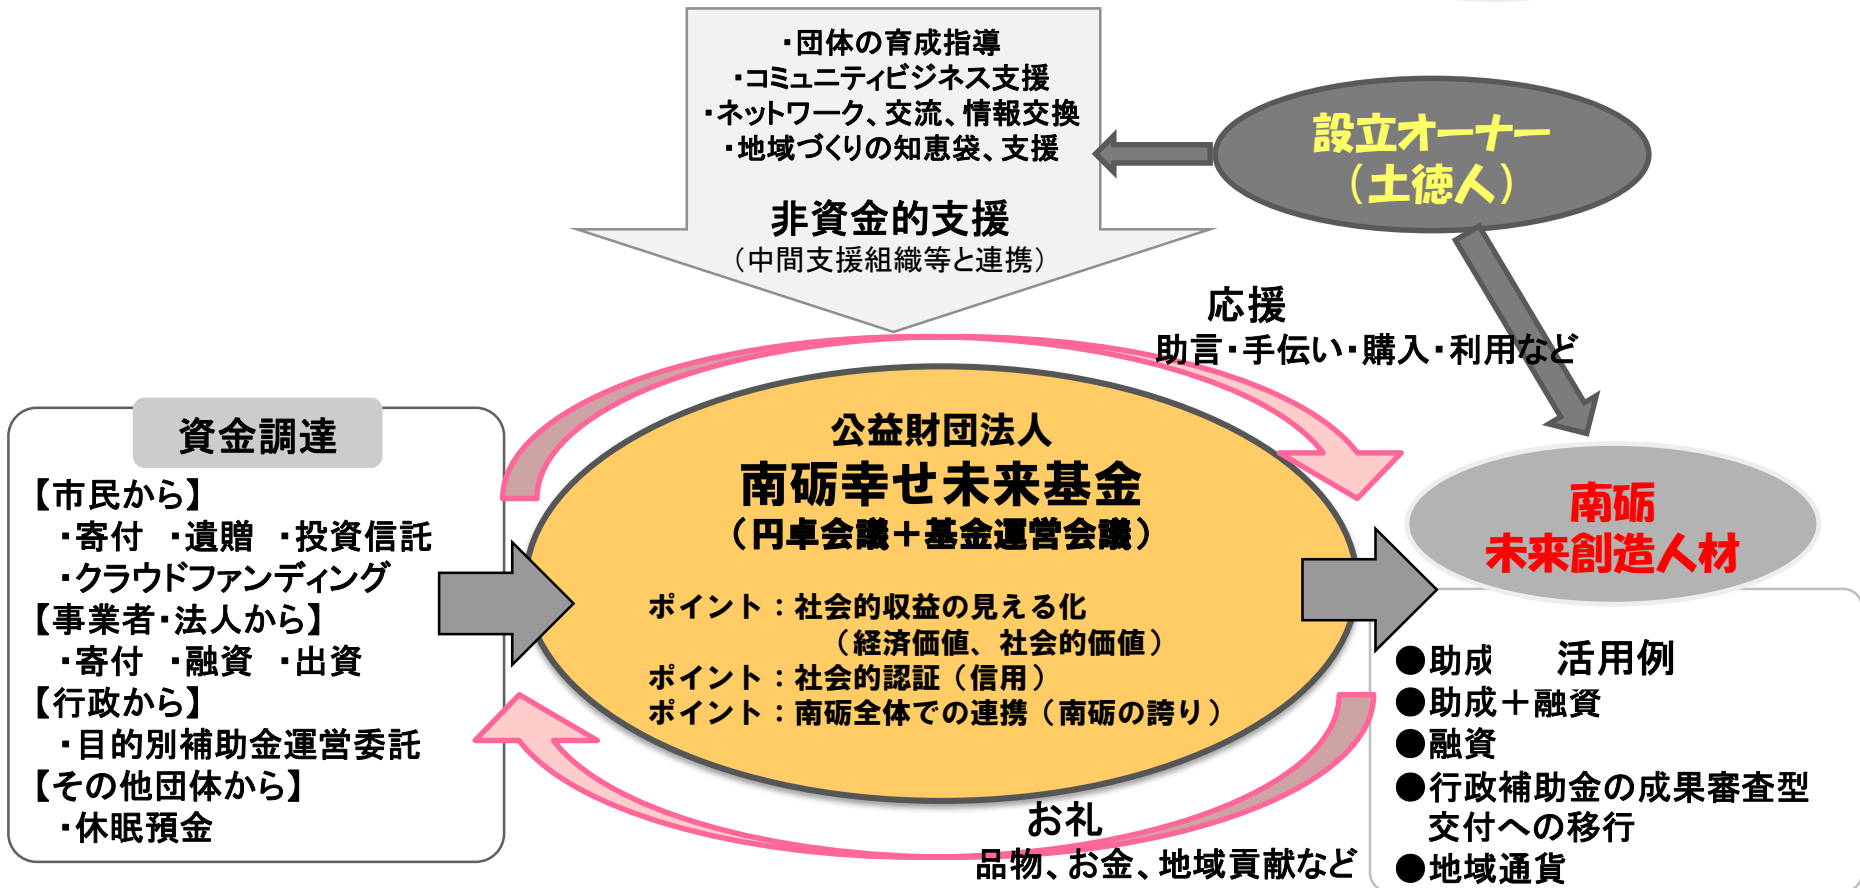 ・団体の育成指導
・コミュニティビジネス支援
・ネットワーク、交流、情報交換
・地域づくりの知恵袋、支援
非資金的支援
（中間支援組織等と連携）
設立オーナー
（土徳人）
応援
助言・手伝い・購入・利用など
資金調達
【市民から】
・寄付　・遺贈　・投資信託
・クラウドファンディング
【事業者・法人から】
・寄付　・融資　・出資
【行政から】
・目的別補助金運営委託
【その他団体から】
・休眠預金
公益財団法人
南砺幸せ未来基金
（円卓会議＋基金運営会議）
ポイント：社会的収益の見える化
（経済価値、社会的価値）
ポイント：社会的認証（信用）
ポイント：南砺全体での連携（南砺の誇り）
お礼
品物、お金、地域貢献など
南砺
未来創造人材
活用例
●助成
●助成＋融資
●融資
●行政補助金の成果審査型
交付への移行
●地域通貨